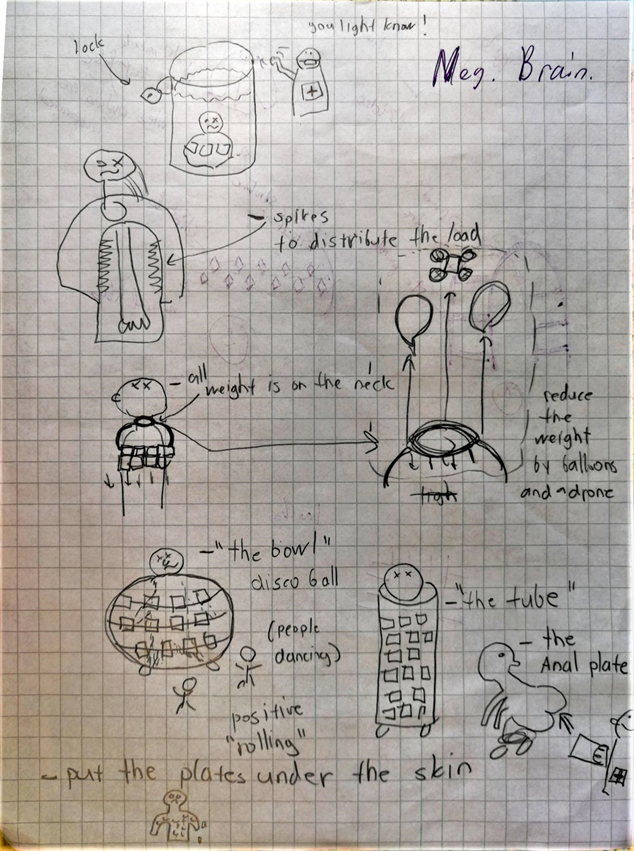 you light know!
lock
Meg. Brain.
- spikes
to distribute the load
- all
weight is on the neck
reduce
the
weight
by balloons
and a drone
- "the bowl"
disco ball
(people
dancing)
positive
"rolling"
- "the tube"
- the
Anal plate
- put the plates under the skin